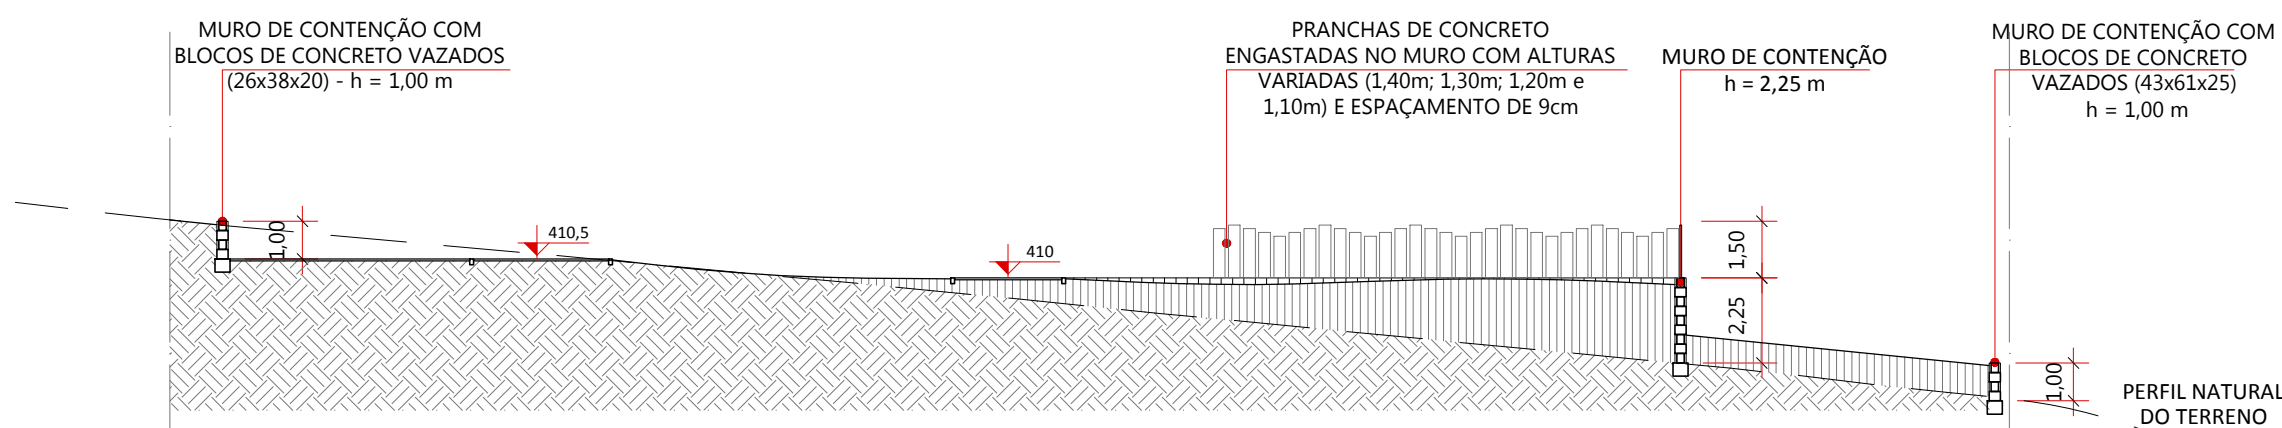 MURO DE CONTENÇÃO COM
BLOCOS DE CONCRETO VAZADOS
(26x38x20) - h = 1,00 m
PRANCHAS DE CONCRETO
ENGASTADAS NO MURO COM ALTURAS
VARIADAS (1,40m; 1,30m; 1,20m e
1,10m) E ESPAÇAMENTO DE 9cm
MURO DE CONTENÇÃO
h = 2,25 m
MURO DE CONTENÇÃO COM
BLOCOS DE CONCRETO
VAZADOS (43x61x25)
h = 1,00 m
1,00
410,5
410
1,50
2,25
1,00
PERFIL NATURAL
DO TERRENO